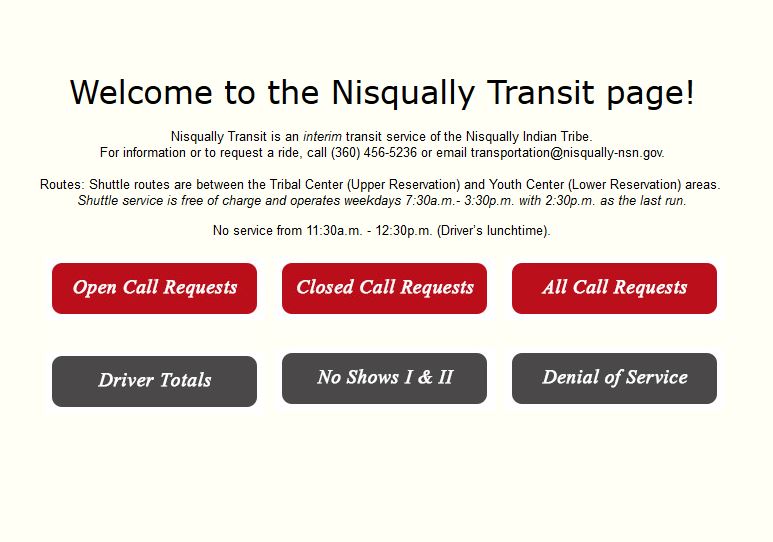 Welcome to the Nisqually Transit page!
Nisqually Transit is an interim transit service of the Nisqually Indian Tribe.
For information or to request a ride, call (360) 456-5236 or email transportation@nisqually-nsn.gov.
Routes: Shuttle routes are between the Tribal Center (Upper Reservation) and Youth Center (Lower Reservation) areas.
Shuttle service is free of charge and operates weekdays 7:30a.m.- 3:30p.m. with 2:30p.m. as the last run.
No service from 11:30a.m. - 12:30p.m. (Driver's lunchtime).
Open Call Requests
Closed Call Requests
All Call Requests
Driver Totals
No Shows I & II
Denial of Service